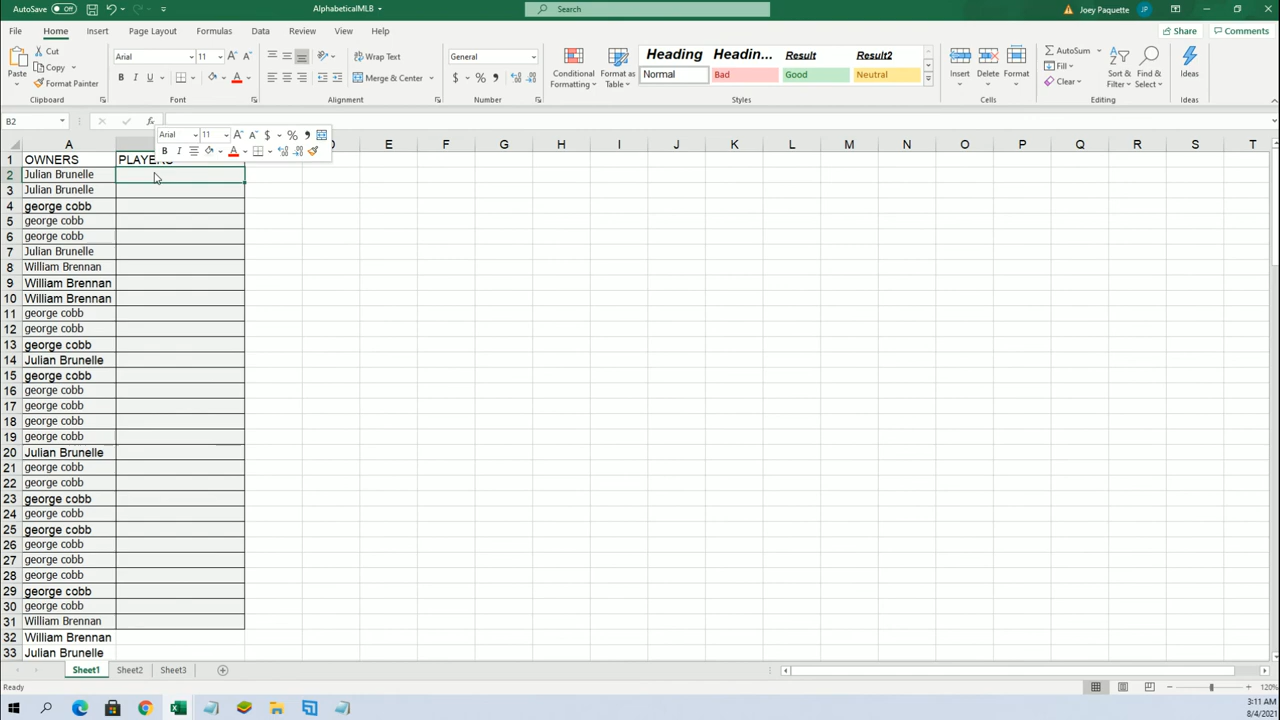 AutoSave Off AlphabeticalMLB Search Joey Paquette JP
File Home Insert Page Layout Formulas Data Review View Help Share Comments
Paste Cut Copy Format Painter Clipboard
Arial 11 B I U Font
Wrap Text Merge & Center Alignment
General $ % Number
Conditional Formatting Format as Table
Heading Headin... Result Result2
Normal Bad Good Neutral
Styles
Insert Delete Format Cells
AutoSum Fill Clear Sort & Filter Find & Select Editing
Ideas Ideas
B2 fx
Arial 11 $ %
B I A
A B E F G H I J K L M N O P Q R S T
1 OWNERS PLAYERS
2 Julian Brunelle
3 Julian Brunelle
4 george cobb
5 george cobb
6 george cobb
7 Julian Brunelle
8 William Brennan
9 William Brennan
10 William Brennan
11 george cobb
12 george cobb
13 george cobb
14 Julian Brunelle
15 george cobb
16 george cobb
17 george cobb
18 george cobb
19 george cobb
20 Julian Brunelle
21 george cobb
22 george cobb
23 george cobb
24 george cobb
25 george cobb
26 george cobb
27 george cobb
28 george cobb
29 george cobb
30 george cobb
31 William Brennan
32 William Brennan
33 Julian Brunelle
Sheet1 Sheet2 Sheet3
Ready 120%
3:11 AM
8/4/2021